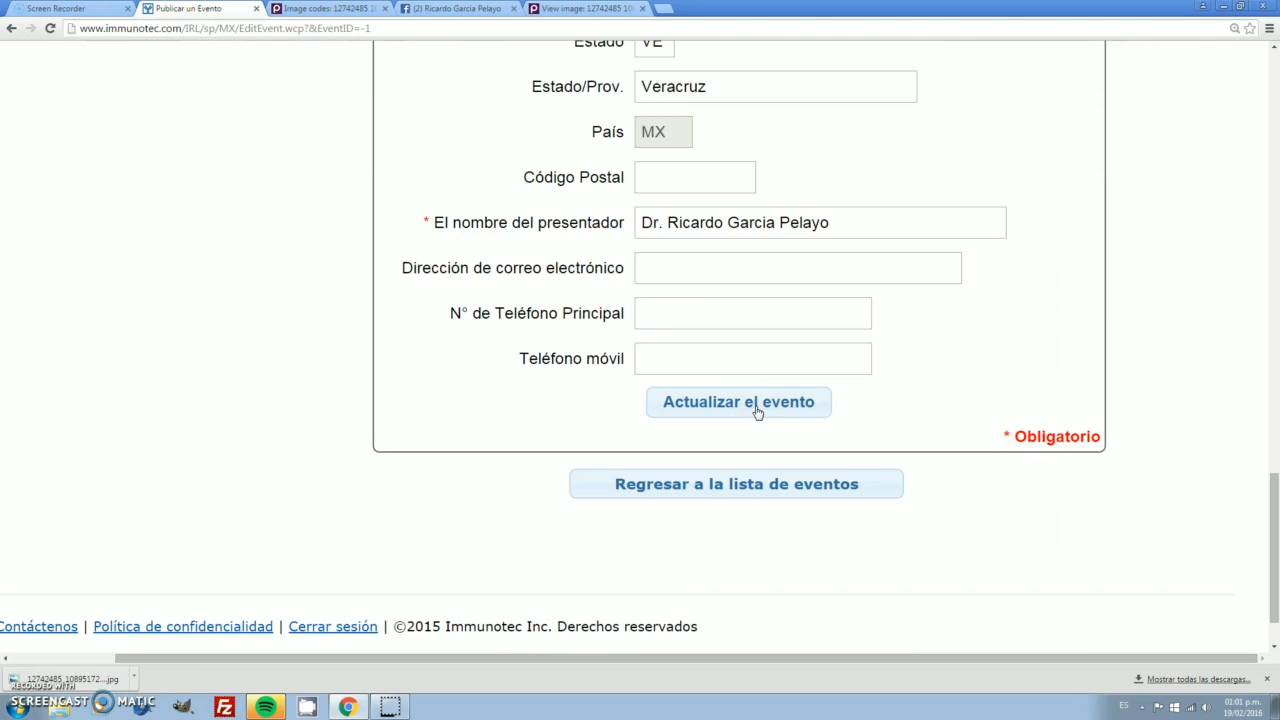 Screen Recorder
Publicar un Evento
Image codes: 12742485 1
(2) Ricardo Garcia Pelayo
View image: 12742485 10
www.immunotec.com/IRL/sp/MX/EditEvent.wcp?&EventID=-1
Estado VE
Estado/Prov. Veracruz
País MX
Código Postal
* El nombre del presentador Dr. Ricardo Garcia Pelayo
Dirección de correo electrónico
N° de Teléfono Principal
Teléfono móvil
Actualizar el evento
* Obligatorio
Regresar a la lista de eventos
Contáctenos | Política de confidencialidad | Cerrar sesión | ©2015 Immunotec Inc. Derechos reservados
12742485_10895172....jpg
Mostrar todas las descargas...
RECORDED WITH
SCREENCAST MATIC
ES
01:01 p.m.
19/02/2016